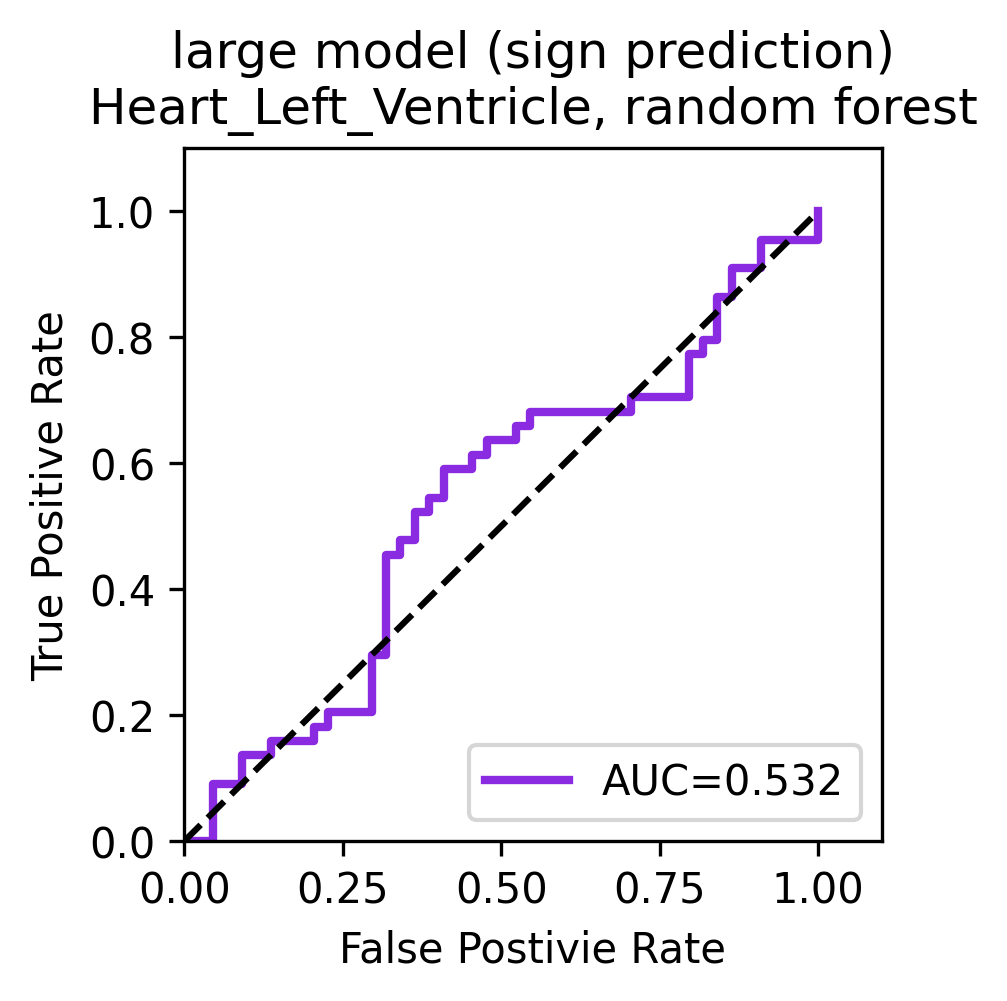 large model (sign prediction)
Heart_Left_Ventricle, random forest
1.0
0.8
0.6
0.4
0.2
0.0
True Positive Rate
AUC=0.532
0.00 0.25 0.50 0.75 1.00
False Postivie Rate